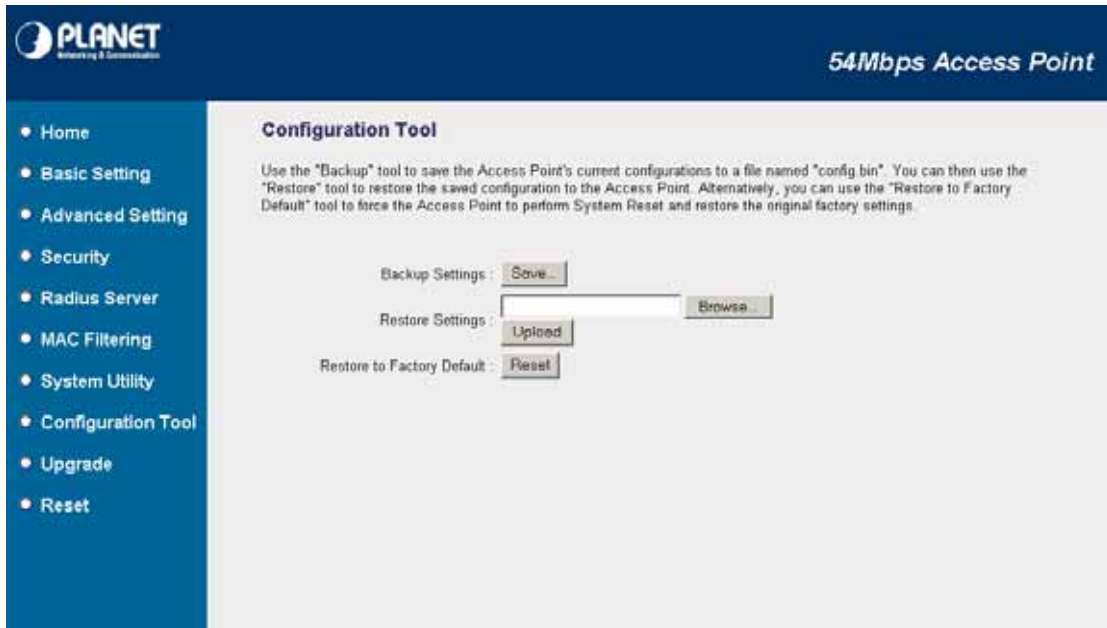 PLANET
Networking & Communication
54Mbps Access Point
Home
Basic Setting
Advanced Setting
Security
Radius Server
MAC Filtering
System Utility
Configuration Tool
Upgrade
Reset
Configuration Tool
Use the "Backup" tool to save the Access Point's current configurations to a file named "config.bin". You can then use the
"Restore" tool to restore the saved configuration to the Access Point. Alternatively, you can use the "Restore to Factory
Default" tool to force the Access Point to perform System Reset and restore the original factory settings.
Backup Settings : Save...
Restore Settings : Browse...
Upload
Restore to Factory Default : Reset